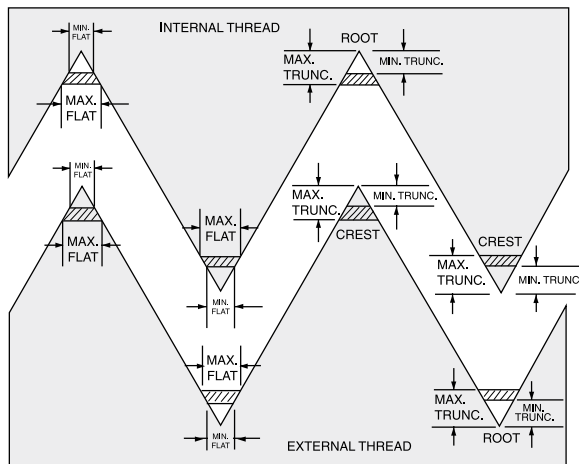 MIN.
FLAT
INTERNAL THREAD
ROOT
MAX.
TRUNC.
MIN. TRUNC.
MAX.
FLAT
MIN.
FLAT
MAX.
TRUNC.
MIN. TRUNC.
MAX.
FLAT
MAX.
FLAT
CREST
CREST
MAX.
TRUNC.
MIN. TRUNC
MIN.
FLAT
MAX.
FLAT
MAX.
TRUNC.
MIN.
TRUNC.
MIN.
FLAT
ROOT
EXTERNAL THREAD